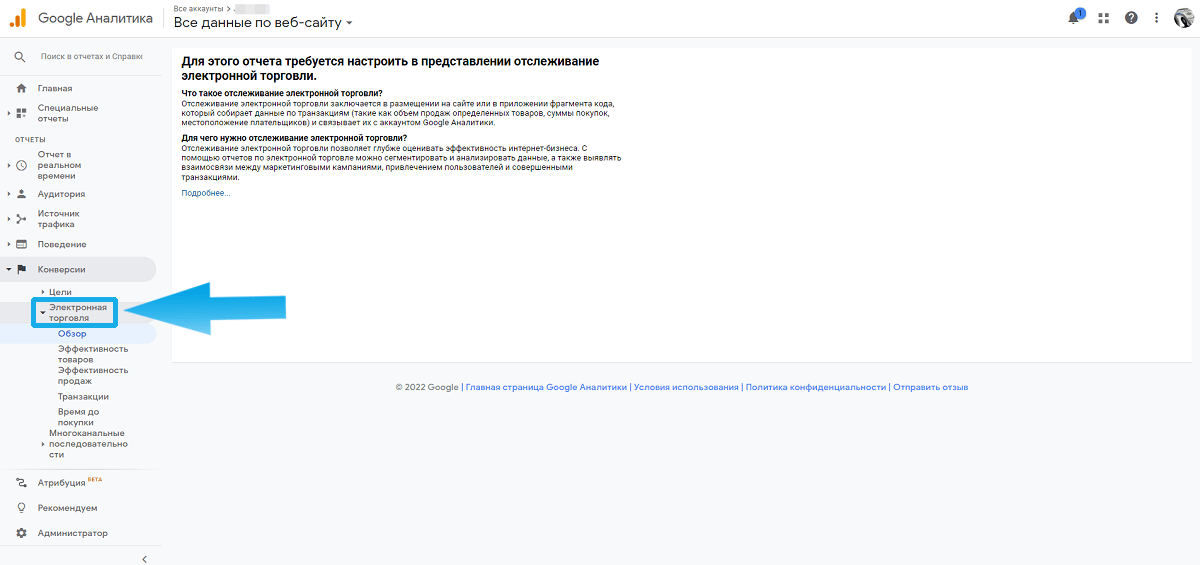 Google Аналитика
Все аккаунты >
Все данные по веб-сайту
1
Поиск в отчетах и Справке
Главная
Специальные
отчеты
ОТЧЕТЫ
Отчет в
реальном
времени
Аудитория
Источник
трафика
Поведение
Конверсии
Цели
Электронная
торговля
Обзор
Эффективность
товаров
Эффективность
продаж
Транзакции
Время до
покупки
Многоканальные
последовательно
сти
Атрибуция БЕТА
Рекомендуем
Администратор
Для этого отчета требуется настроить в представлении отслеживание
электронной торговли.
Что такое отслеживание электронной торговли?
Отслеживание электронной торговли заключается в размещении на сайте или в приложении фрагмента кода,
который собирает данные по транзакциям (такие как объем продаж определенных товаров, суммы покупок,
местоположение плательщиков) и связывает их с аккаунтом Google Аналитики.
Для чего нужно отслеживание электронной торговли?
Отслеживание электронной торговли позволяет глубже оценивать эффективность интернет-бизнеса. С
помощью отчетов по электронной торговле можно сегментировать и анализировать данные, а также выявлять
взаимосвязи между маркетинговыми кампаниями, привлечением пользователей и совершенными
транзакциями.
Подробнее...
© 2022 Google | Главная страница Google Аналитики | Условия использования | Политика конфиденциальности | Отправить отзыв